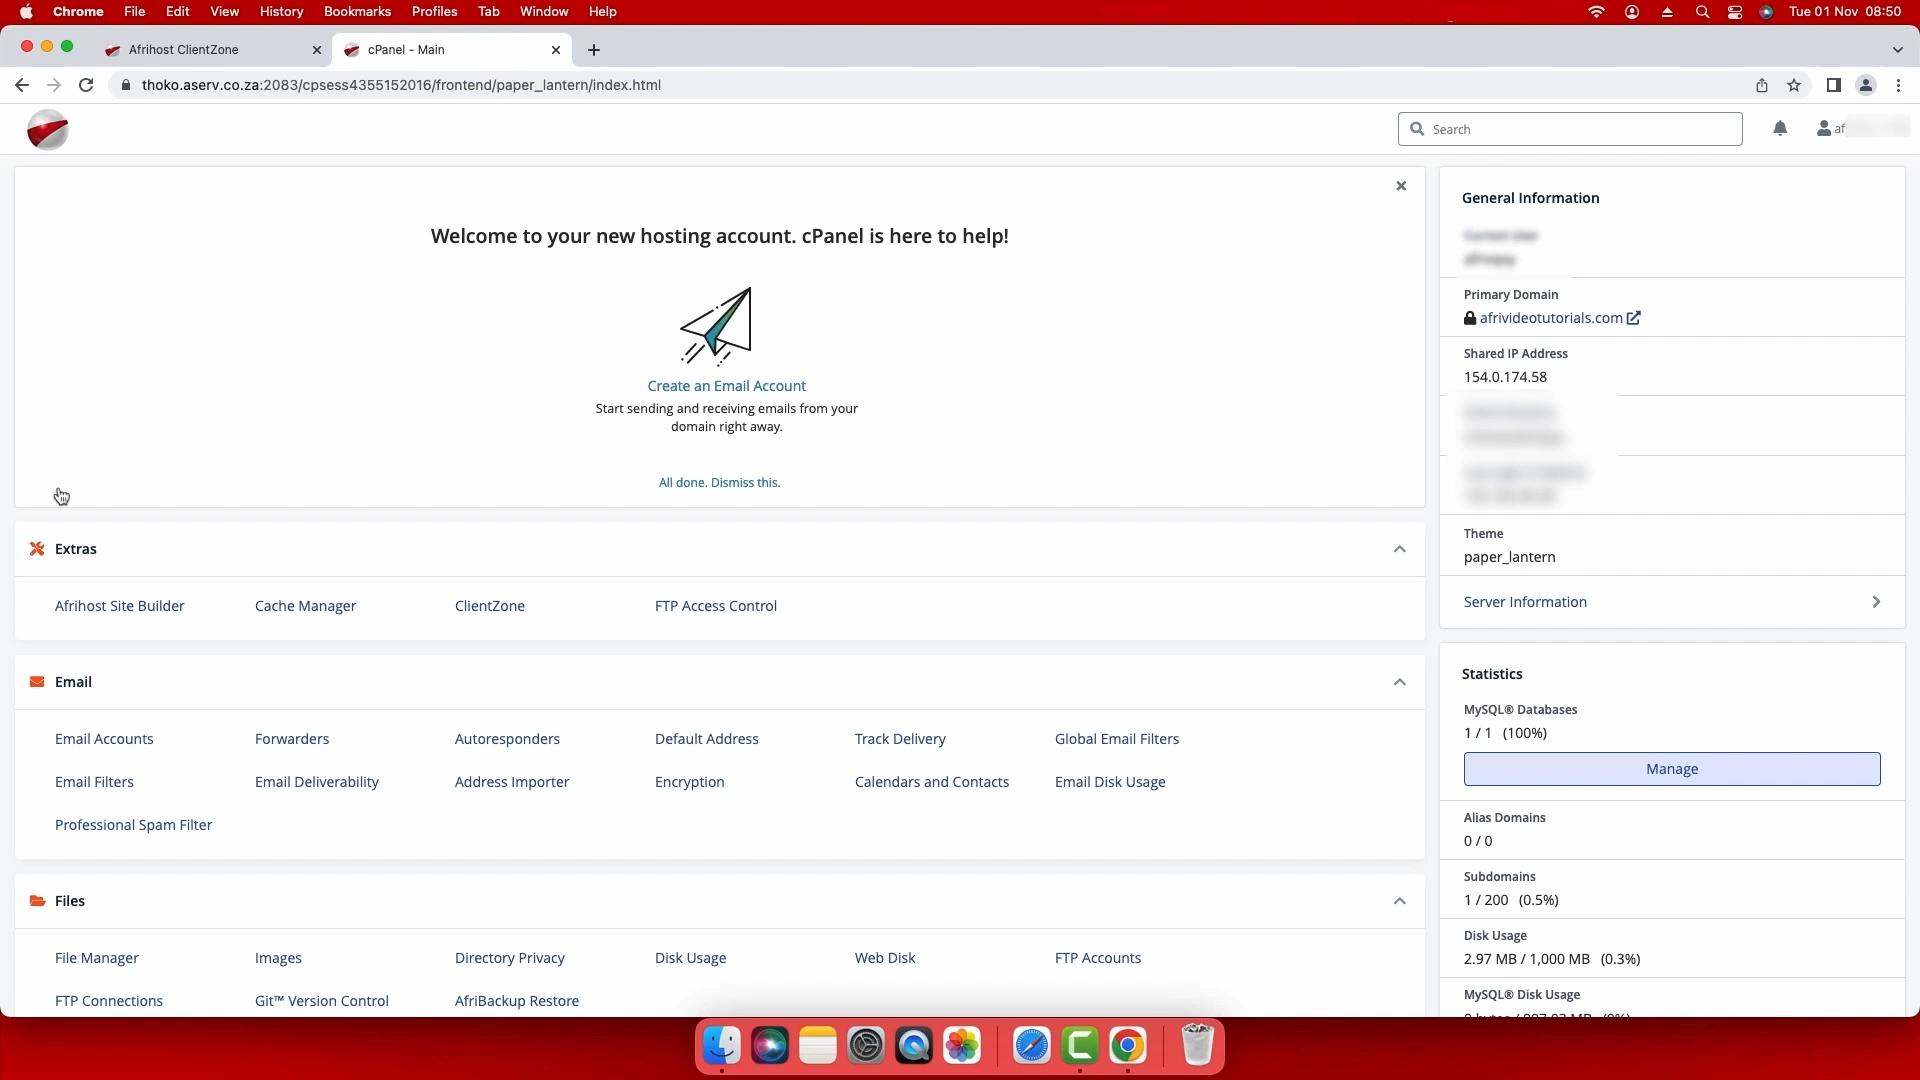 Chrome File Edit View History Bookmarks Profiles Tab Window Help Tue 01 Nov 08:50
Afrihost ClientZone
cPanel - Main
thoko.aserv.co.za:2083/cpsess4355152016/frontend/paper_lantern/index.html
Search
af
Welcome to your new hosting account. cPanel is here to help!
Create an Email Account
Start sending and receiving emails from your
domain right away.
All done. Dismiss this.
Extras
Afrihost Site Builder Cache Manager ClientZone FTP Access Control
Email
Email Accounts Forwarders Autoresponders Default Address Track Delivery Global Email Filters
Email Filters Email Deliverability Address Importer Encryption Calendars and Contacts Email Disk Usage
Professional Spam Filter
Files
File Manager Images Directory Privacy Disk Usage Web Disk FTP Accounts
FTP Connections Git™ Version Control AfriBackup Restore
General Information
Primary Domain
afrivideotutorials.com
Shared IP Address
154.0.174.58
Theme
paper_lantern
Server Information
Statistics
MySQL® Databases
1 / 1 (100%)
Manage
Alias Domains
0 / 0
Subdomains
1 / 200 (0.5%)
Disk Usage
2.97 MB / 1,000 MB (0.3%)
MySQL® Disk Usage